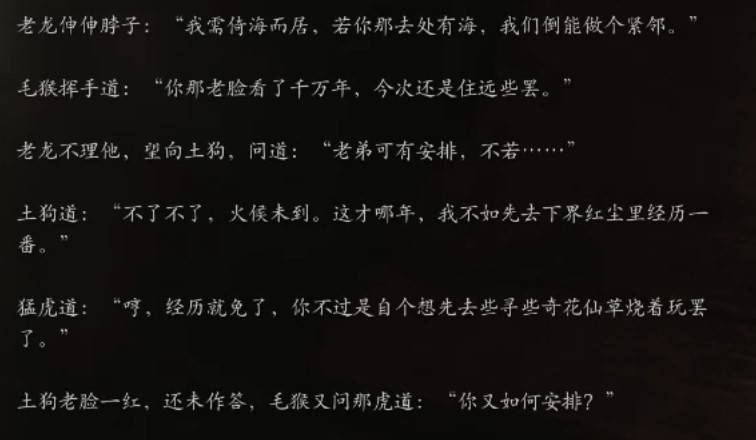 老龙伸伸脖子：“我需倚海而居，若你那去处有海，我们倒能做个紧邻。”
毛猴挥手道：“你那老脸看了千万年，今次还是住远些罢。”
老龙不理他，望向土狗，问道：“老弟可有安排，不若……”
土狗道：“不了不了，火候未到。这才哪年，我不如先去下界红尘里经历一
番。”
猛虎道：“哼，经历就免了，你不过是自个想先去些寻些奇花仙草烧着玩罢
了。”
土狗老脸一红，还未作答，毛猴又问那虎道：“你又如何安排？”